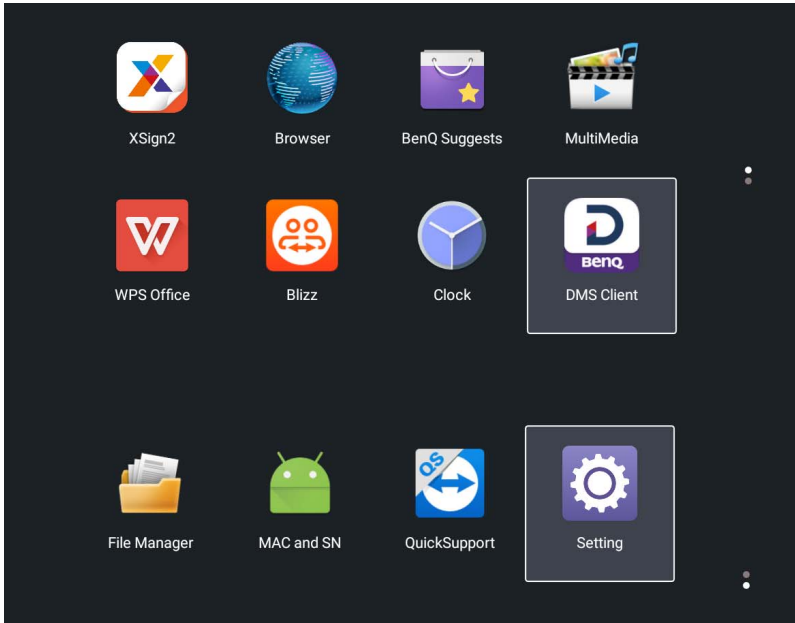 XSign2
Browser
BenQ Suggests
MultiMedia
BenQ
WPS Office
Blizz
Clock
DMS Client
QS
File Manager
MAC and SN
QuickSupport
Setting